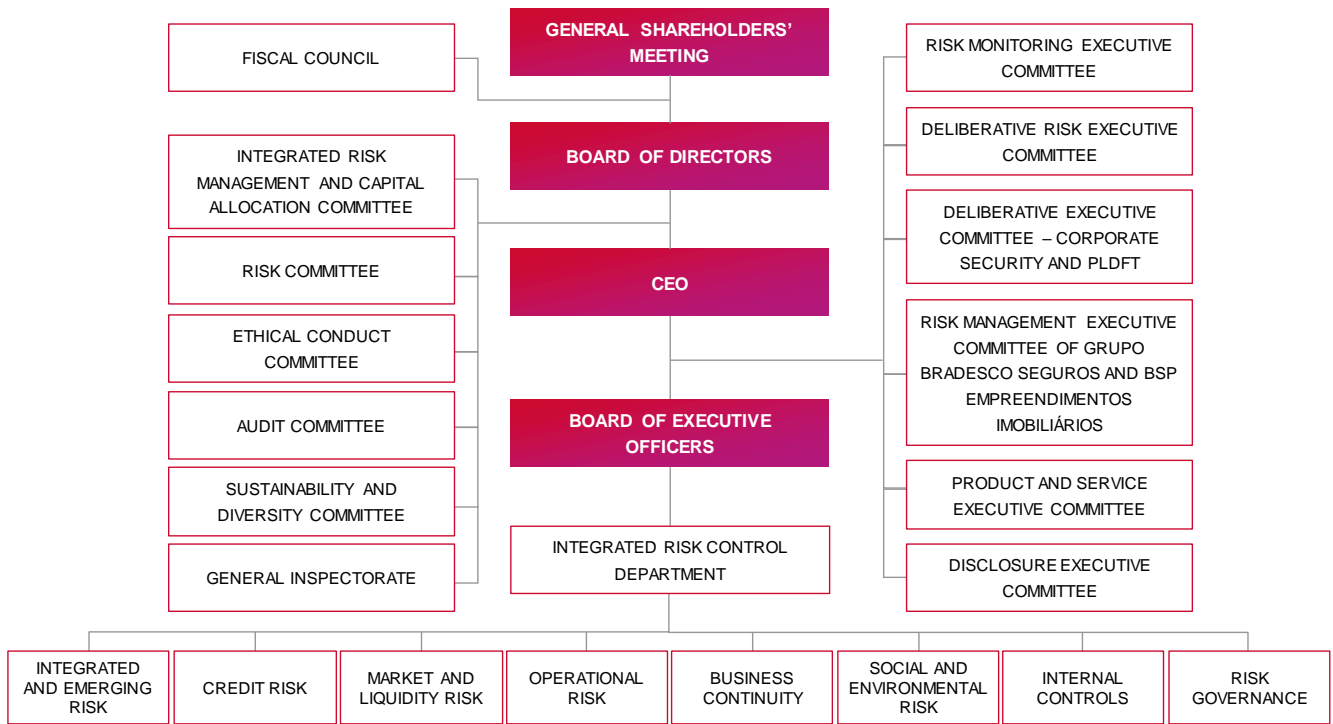 GENERAL SHAREHOLDERS'
MEETING
FISCAL COUNCIL
BOARD OF DIRECTORS
INTEGRATED RISK
MANAGEMENT AND CAPITAL
ALLOCATION COMMITTEE
RISK COMMITTEE
ETHICAL CONDUCT
COMMITTEE
AUDIT COMMITTEE
SUSTAINABILITY AND
DIVERSITY COMMITTEE
GENERAL INSPECTORATE
CEO
RISK MONITORING EXECUTIVE
COMMITTEE
DELIBERATIVE RISK EXECUTIVE
COMMITTEE
DELIBERATIVE EXECUTIVE
COMMITTEE – CORPORATE
SECURITY AND PLDFT
RISK MANAGEMENT EXECUTIVE
COMMITTEE OF GRUPO
BRADESCO SEGUROS AND BSP
EMPREENDIMENTOS
IMOBILIÁRIOS
PRODUCT AND SERVICE
EXECUTIVE COMMITTEE
DISCLOSURE EXECUTIVE
COMMITTEE
BOARD OF EXECUTIVE
OFFICERS
INTEGRATED RISK CONTROL
DEPARTMENT
INTEGRATED
AND EMERGING
RISK
CREDIT RISK
MARKET AND
LIQUIDITY RISK
OPERATIONAL
RISK
BUSINESS
CONTINUITY
SOCIAL AND
ENVIRONMENTAL
RISK
INTERNAL
CONTROLS
RISK
GOVERNANCE